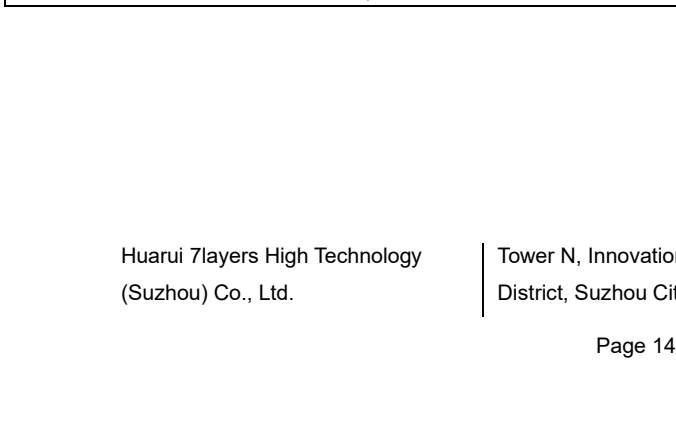 Huarui 7layers High Technology
(Suzhou) Co., Ltd.
Tower N, Innovation
District, Suzhou Cit
Page 14